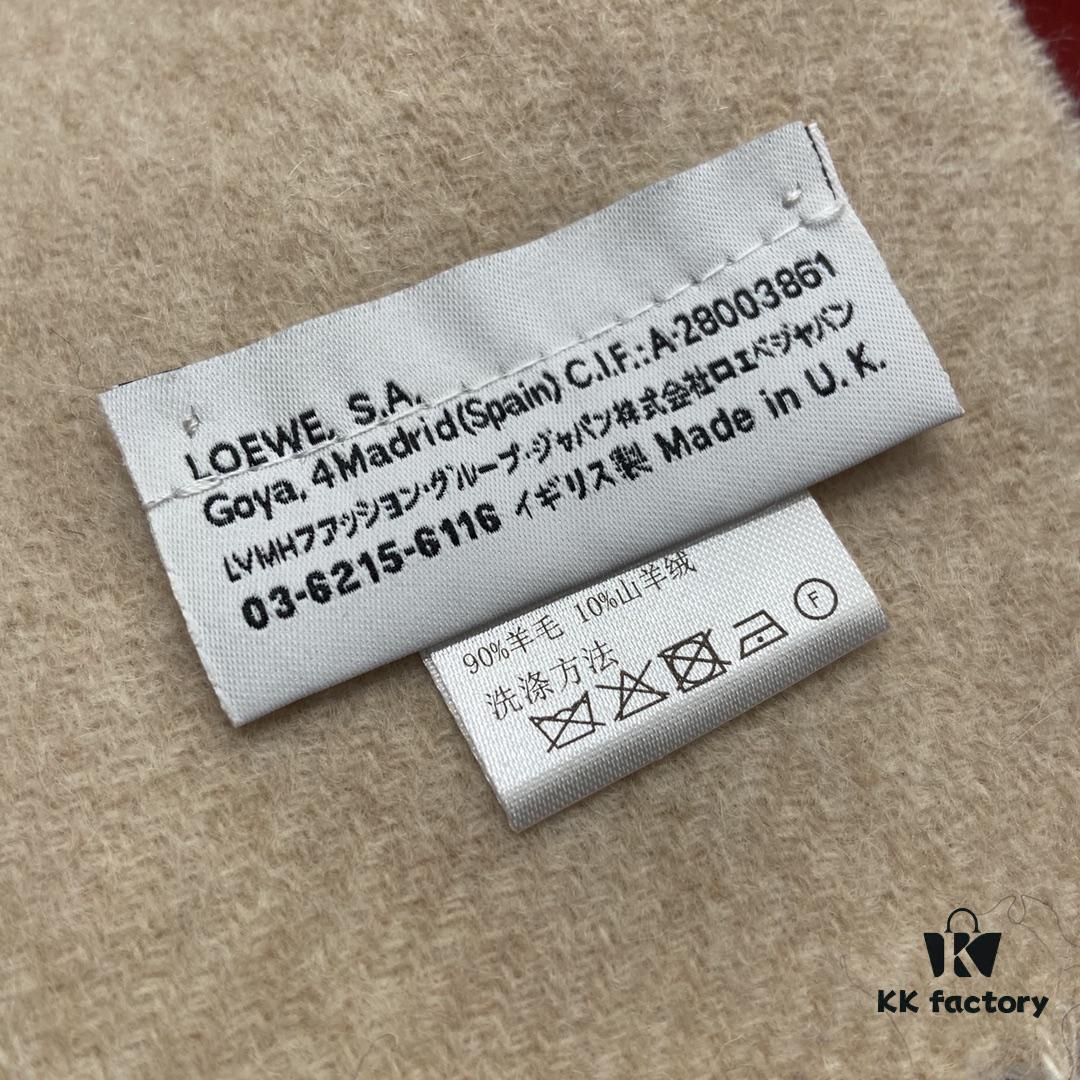 LOEWE, S.A.
Goya, 4 Madrid (Spain) C.I.F.: A-28003861
LVMHファッション・グループ・ジャパン株式会社ロエベジャパン
03-6215-6116 イギリス製 Made in U.K.
90%羊毛 10%山羊绒
洗涤方法
F
K
KK factory